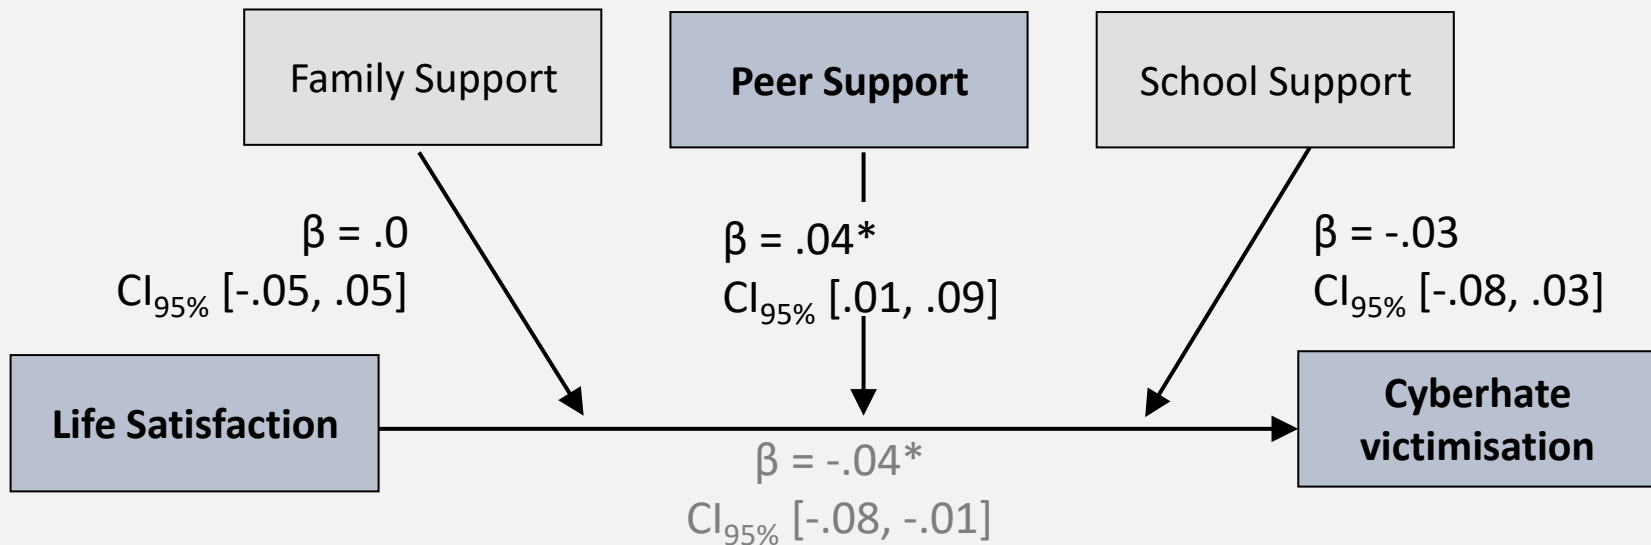 Family Support
Peer Support
School Support
β = .0
CI95% [-.05, .05]
β = .04*
CI95% [.01, .09]
β = -.03
CI95% [-.08, .03]
Life Satisfaction
Cyberhate
victimisation
β = -.04*
CI95% [-.08, -.01]